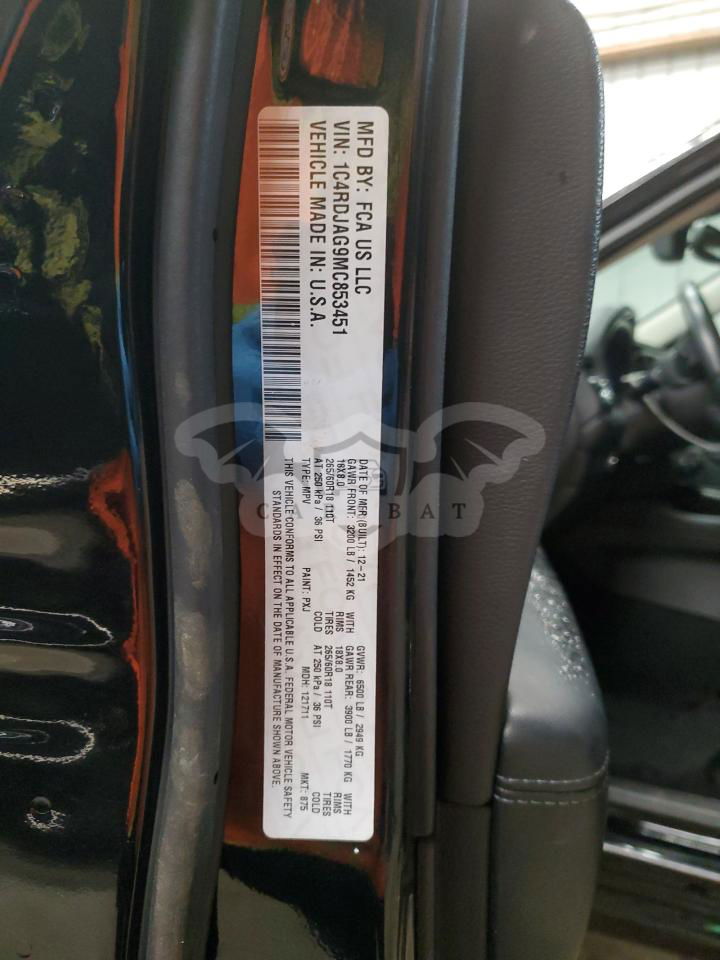 MFD BY: FCA US LLC
VIN: 1C4RDJAG9MC853451
VEHICLE MADE IN: U.S.A.
DATE OF MFR (BUILT): 12-21 GVWR: 6500 LB / 2949 KG
GAWR FRONT: 3200 LB / 1452 KG WITH GAWR REAR: 3900 LB / 1770 KG WITH
18X8.0 RIMS 18X8.0 RIMS
265/60R18 110T TIRES 265/60R18 110T TIRES
AT 250 kPa / 36 PSI COLD AT 250 kPa / 36 PSI COLD
TYPE: MPV PAINT: PXJ MDH: 121711 MKT: 875
THIS VEHICLE CONFORMS TO ALL APPLICABLE U.S.A. FEDERAL MOTOR VEHICLE SAFETY
STANDARDS IN EFFECT ON THE DATE OF MANUFACTURE SHOWN ABOVE.